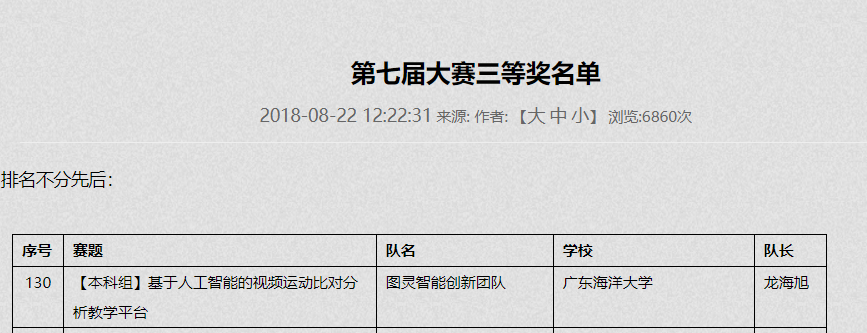 第七届大赛三等奖名单
2018-08-22 12:22:31 来源: 作者: 【大 中 小】 浏览:6860次
排名不分先后：
序号 赛题 队名 学校 队长
130 【本科组】基于人工智能的视频运动比对分 图灵智能创新团队 广东海洋大学 龙海旭
析教学平台